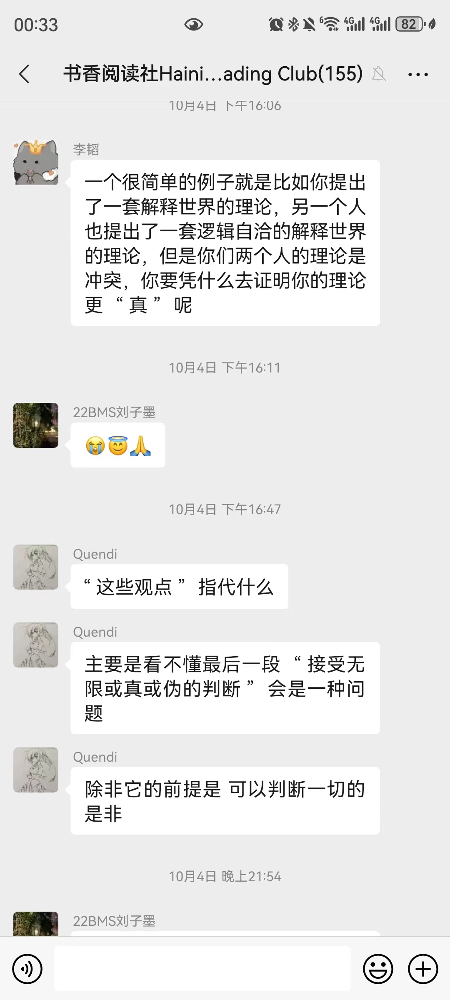 00:33
6 4G 4G 82
书香阅读社Haini...ading Club(155)
10月4日 下午16:06
李韬
一个很简单的例子就是比如你提出
了一套解释世界的理论，另一个人
也提出了一套逻辑自洽的解释世界
的理论，但是你们两个人的理论是
冲突，你要凭什么去证明你的理论
更“真”呢
10月4日 下午16:11
22BMS刘子墨
😭😇🙏
10月4日 下午16:47
Quendi
“这些观点”指代什么
Quendi
主要是看不懂最后一段“接受无
限或真或伪的判断”会是一种问
题
Quendi
除非它的前提是 可以判断一切的
是非
10月4日 晚上21:54
22BMS刘子墨